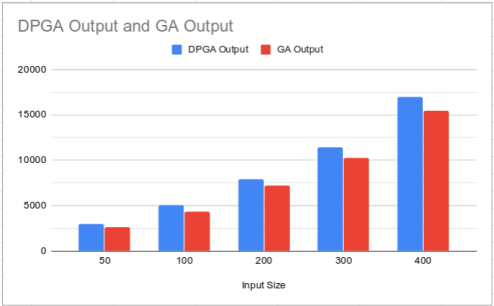 DPGA Output and GA Output
DPGA Output GA Output
20000
15000
10000
5000
0
50 100 200 300 400
Input Size